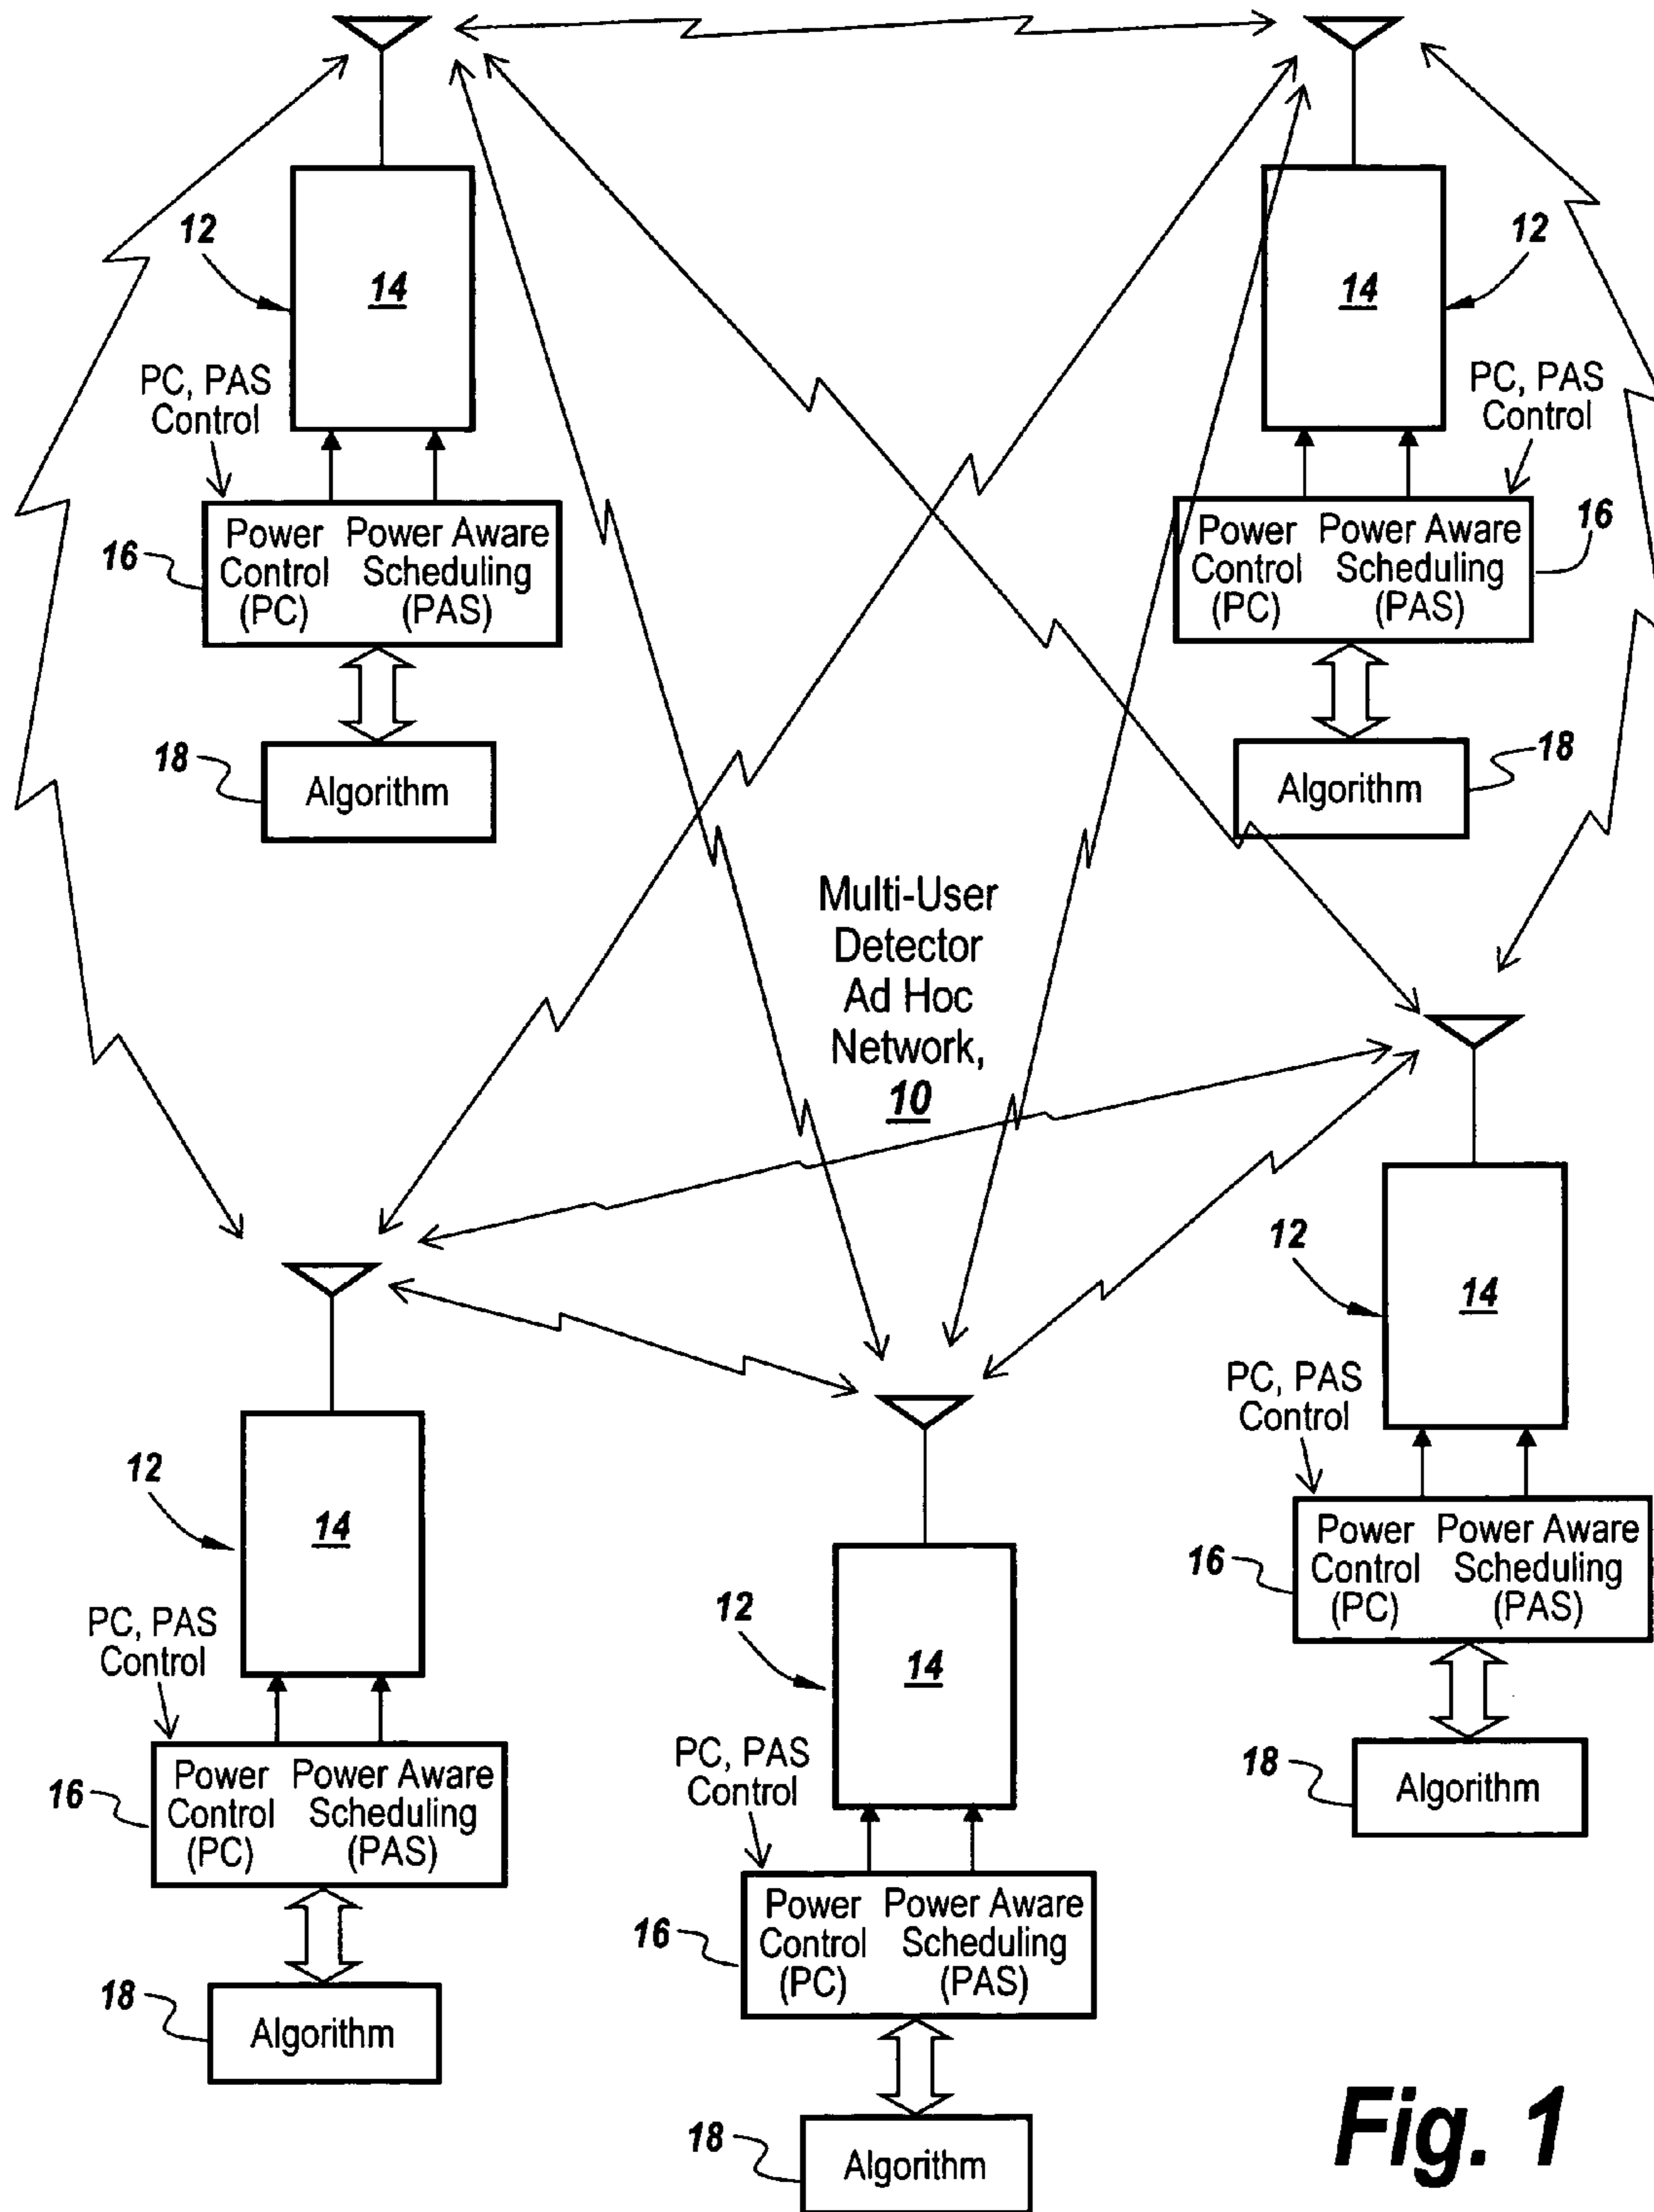 12
14
PC, PAS
Control
16
Power
Control
(PC)
Power Aware
Scheduling
(PAS)
18
Algorithm
14
12
PC, PAS
Control
Power
Control
(PC)
Power Aware
Scheduling
(PAS)
16
Algorithm
18
Multi-User
Detector
Ad Hoc
Network,
10
12
14
PC, PAS
Control
16
Power
Control
(PC)
Power Aware
Scheduling
(PAS)
18
Algorithm
12
14
PC, PAS
Control
16
Power
Control
(PC)
Power Aware
Scheduling
(PAS)
18
Algorithm
12
14
PC, PAS
Control
16
Power
Control
(PC)
Power Aware
Scheduling
(PAS)
18
Algorithm
Fig. 1